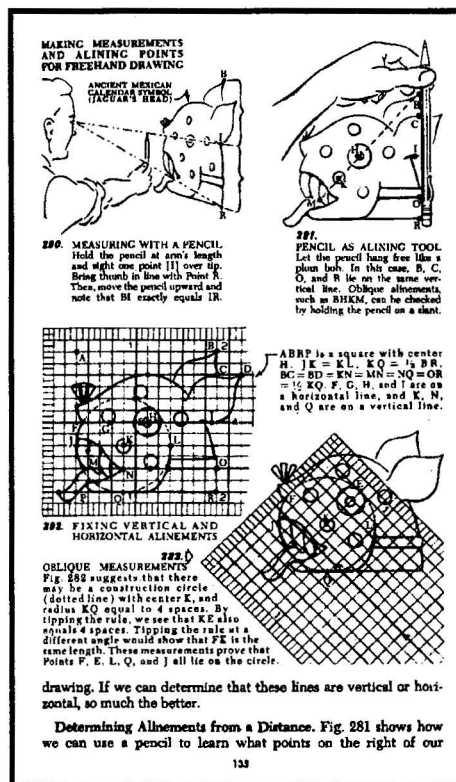 MAKING MEASUREMENTS
AND ALINING POINTS
FOR FREEHAND DRAWING
ANCIENT MEXICAN
CALENDAR SYMBOL
(JAGUAR'S HEAD)
B
I
R
280. MEASURING WITH A PENCIL
Hold the pencil at arm's length
and sight one point [I] over tip.
Bring thumb in line with Point R.
Then, move the pencil upward and
note that BI exactly equals IR.
B
C
I
H
K
M
O
R
281.
PENCIL AS ALINING TOOL
Let the pencil hang free like a
plum bob. In this case, B, C,
O, and R lie on the same ver-
tical line. Oblique alinements,
such as BHKM, can be checked
by holding the pencil on a slant.
A
1
B
2
C
D
F
G
H
I
4
J
K
L
M
N
O
P
Q
R
2
ABRP is a square with center
H. JK = KL. KQ = ½ BR.
BC = BD = KN = MN = NQ = OR
= ½ KQ. F, G, H, and I are on
a horizontal line, and K, N,
and Q are on a vertical line.
282. FIXING VERTICAL AND
HORIZONTAL ALINEMENTS
283.
OBLIQUE MEASUREMENTS
Fig. 282 suggests that there
may be a construction circle
(dotted line) with center K, and
radius KQ equal to 4 spaces. By
tipping the rule, we see that KE also
equals 4 spaces. Tipping the rule at a
different angle would show that FK is the
same length. These measurements prove that
Points F, E, L, Q, and J all lie on the circle.
F
E
J
K
L
Q
drawing. If we can determine that these lines are vertical or hori-
zontal, so much the better.
Determining Alinements from a Distance. Fig. 281 shows how
we can use a pencil to learn what points on the right of our
133